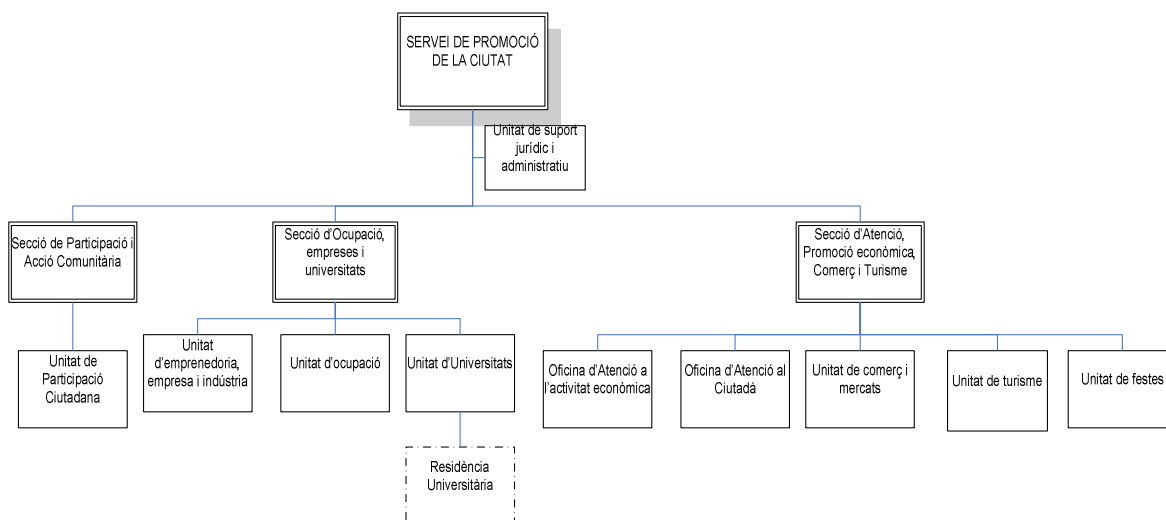 SERVEI DE PROMOCIÓ
DE LA CIUTAT
Unitat de suport
jurídic i
administratiu
Secció de Participació i
Acció Comunitària
Secció d'Ocupació,
empreses i
universitats
Secció d'Atenció,
Promoció econòmica,
Comerç i Turisme
Unitat de
Participació
Ciutadana
Unitat
d'emprenedoria,
empresa i indústria
Unitat d'ocupació
Unitat d'Universitats
Oficina d'Atenció a
l'activitat econòmica
Oficina d'Atenció al
Ciutadà
Unitat de comerç i
mercats
Unitat de turisme
Unitat de festes
Residència
Universitària